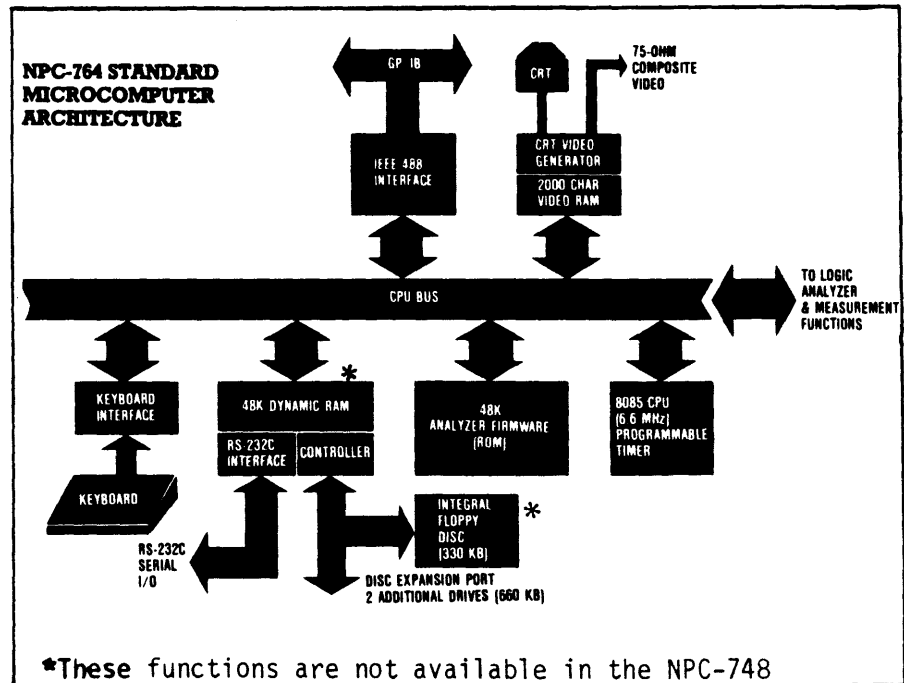 NPC-764 STANDARD
MICROCOMPUTER
ARCHITECTURE
GP IB
CRT
75-OHM
COMPOSITE
VIDEO
IEEE 488
INTERFACE
CRT VIDEO
GENERATOR
2000 CHAR
VIDEO RAM
CPU BUS
TO LOGIC
ANALYZER
& MEASUREMENT
FUNCTIONS
KEYBOARD
INTERFACE
*
48K DYNAMIC RAM
RS-232C
INTERFACE
CONTROLLER
48K
ANALYZER FIRMWARE
(ROM)
8085 CPU
(6.6 MHz)
PROGRAMMABLE
TIMER
KEYBOARD
RS-232C
SERIAL
I/O
INTEGRAL
FLOPPY
DISC
(330 KB)
*
DISC EXPANSION PORT
2 ADDITIONAL DRIVES (660 KB)
*These functions are not available in the NPC-748